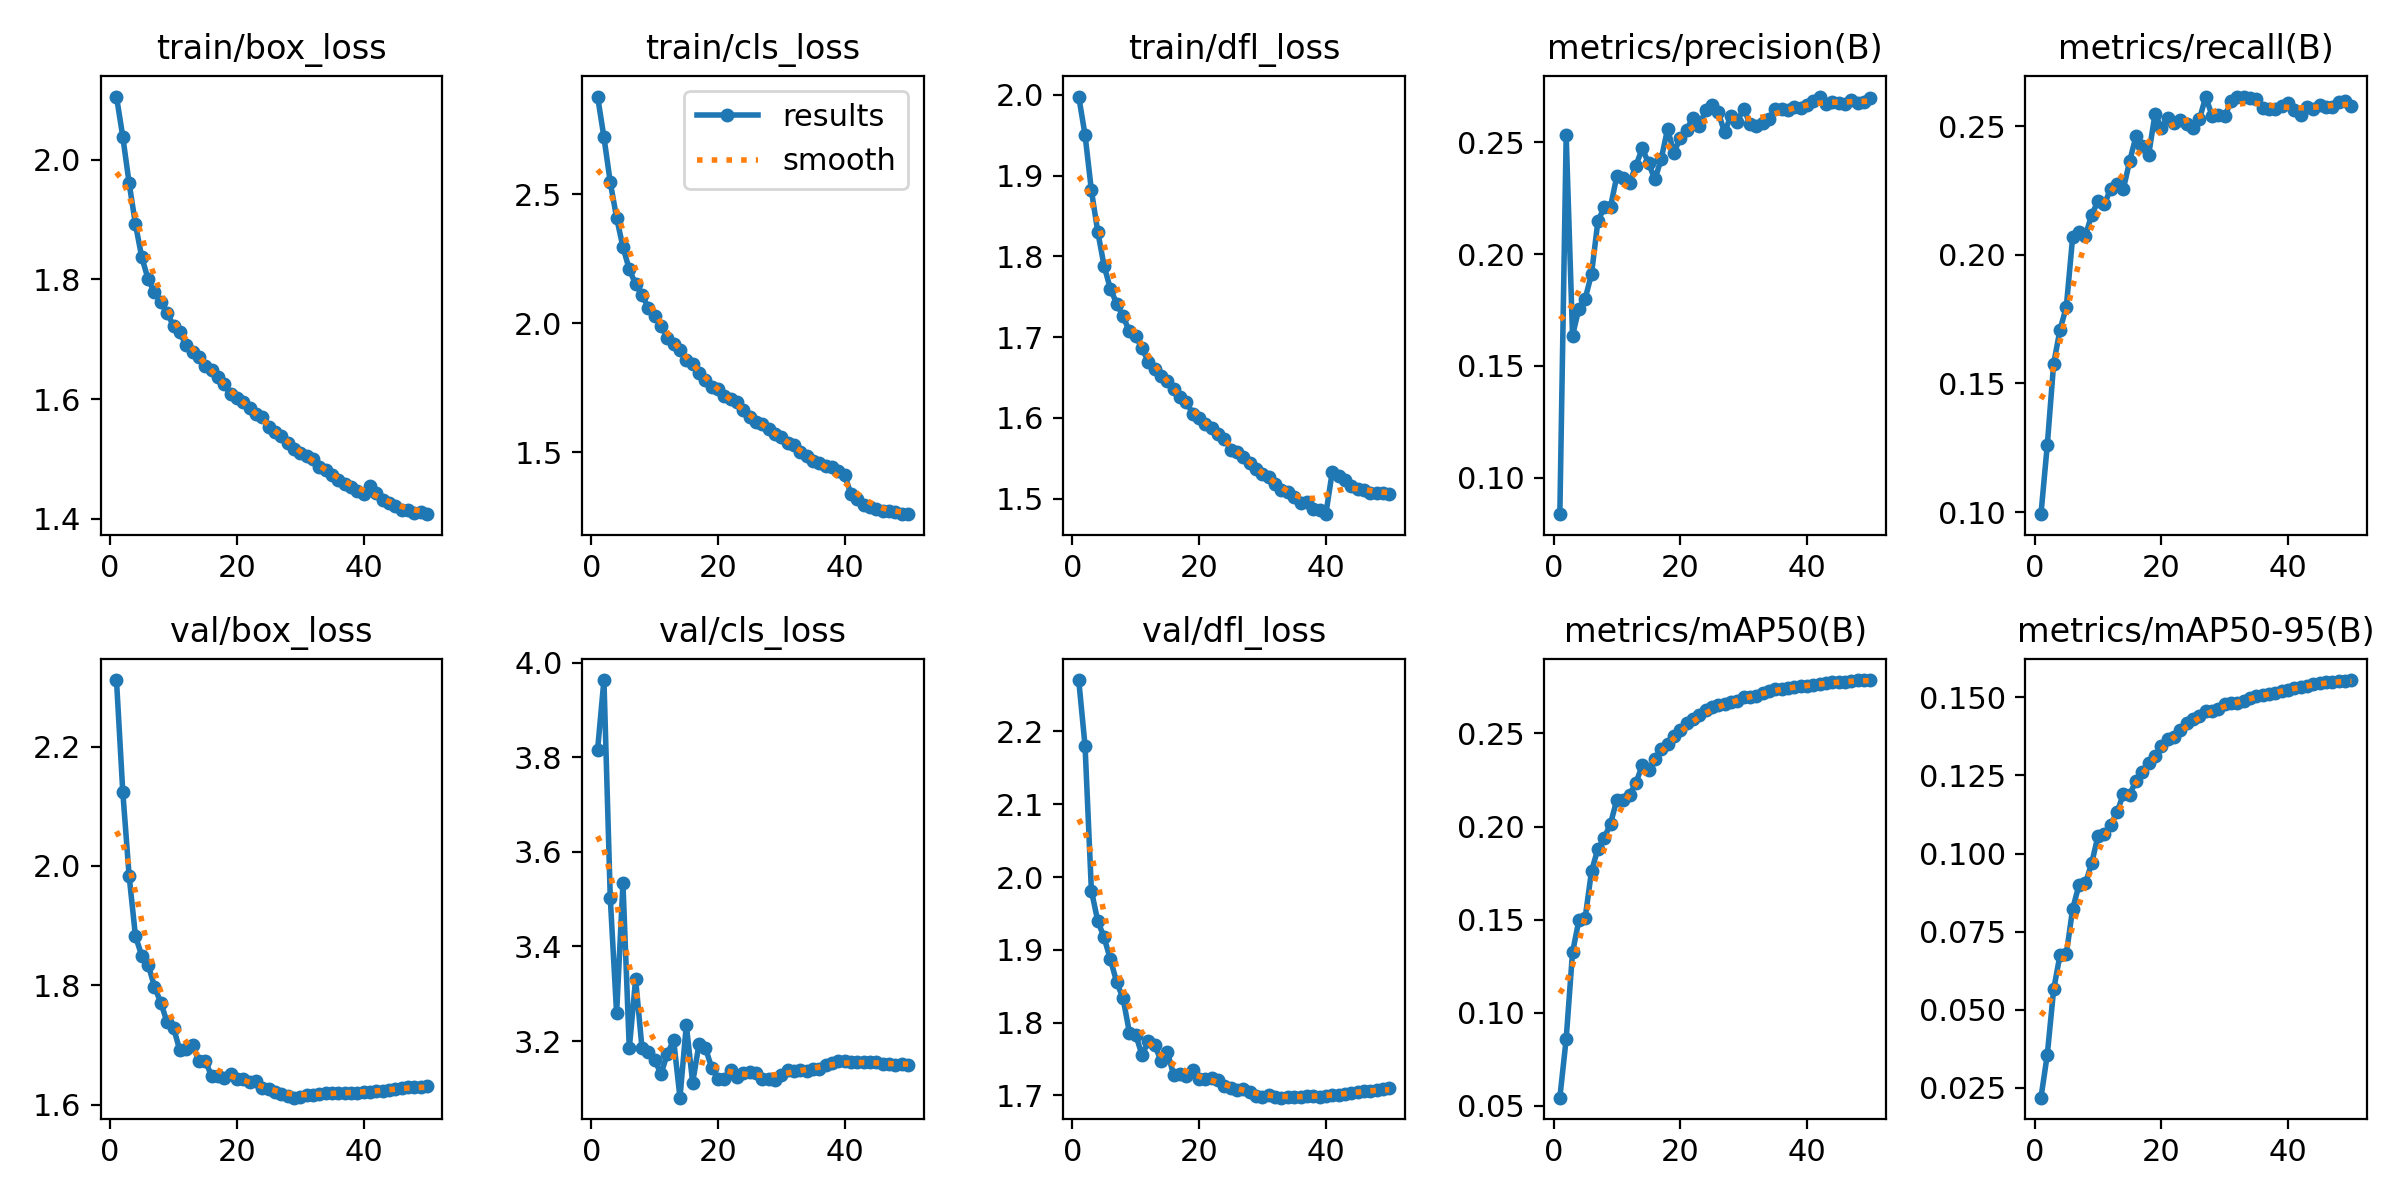 train/box_loss
2.0
1.8
1.6
1.4
0 20 40
train/cls_loss
results
smooth
2.5
2.0
1.5
0 20 40
train/dfl_loss
2.0
1.9
1.8
1.7
1.6
1.5
0 20 40
metrics/precision(B)
0.25
0.20
0.15
0.10
0 20 40
metrics/recall(B)
0.25
0.20
0.15
0.10
0 20 40
val/box_loss
2.2
2.0
1.8
1.6
0 20 40
val/cls_loss
4.0
3.8
3.6
3.4
3.2
0 20 40
val/dfl_loss
2.2
2.1
2.0
1.9
1.8
1.7
0 20 40
metrics/mAP50(B)
0.25
0.20
0.15
0.10
0.05
0 20 40
metrics/mAP50-95(B)
0.150
0.125
0.100
0.075
0.050
0.025
0 20 40